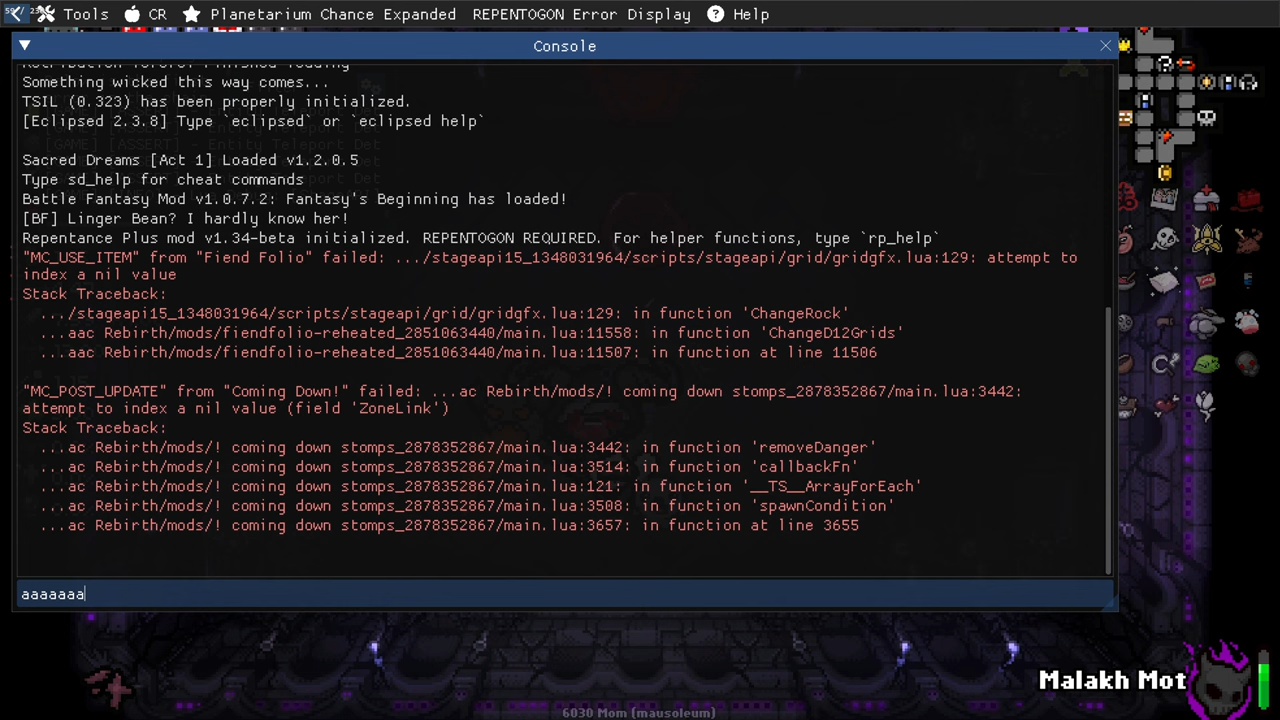 Tools CR Planetarium Chance Expanded REPENTOGON Error Display Help
Console
Something wicked this way comes...
TSIL (0.323) has been properly initialized.
[Eclipsed 2.3.8] Type `eclipsed` or `eclipsed help`
Sacred Dreams [Act 1] Loaded v1.2.0.5
Type sd_help for cheat commands
Battle Fantasy Mod v1.0.7.2: Fantasy's Beginning has loaded!
[BF] Linger Bean? I hardly know her!
Repentance Plus mod v1.34-beta initialized. REPENTOGON REQUIRED. For helper functions, type `rp_help`
"MC_USE_ITEM" from "Fiend Folio" failed: .../stageapi15_1348031964/scripts/stageapi/grid/gridgfx.lua:129: attempt to
index a nil value
Stack Traceback:
.../stageapi15_1348031964/scripts/stageapi/grid/gridgfx.lua:129: in function 'ChangeRock'
...aac Rebirth/mods/fiendfolio-reheated_2851063440/main.lua:11558: in function 'ChangeD12Grids'
...aac Rebirth/mods/fiendfolio-reheated_2851063440/main.lua:11507: in function at line 11506
"MC_POST_UPDATE" from "Coming Down!" failed: ...ac Rebirth/mods/! coming down stomps_2878352867/main.lua:3442:
attempt to index a nil value (field 'ZoneLink')
Stack Traceback:
...ac Rebirth/mods/! coming down stomps_2878352867/main.lua:3442: in function 'removeDanger'
...ac Rebirth/mods/! coming down stomps_2878352867/main.lua:3514: in function 'callbackFn'
...ac Rebirth/mods/! coming down stomps_2878352867/main.lua:121: in function '__TS__ArrayForEach'
...ac Rebirth/mods/! coming down stomps_2878352867/main.lua:3508: in function 'spawnCondition'
...ac Rebirth/mods/! coming down stomps_2878352867/main.lua:3657: in function at line 3655
aaaaaaa
Malakh Mot
6030 Mom (mausoleum)